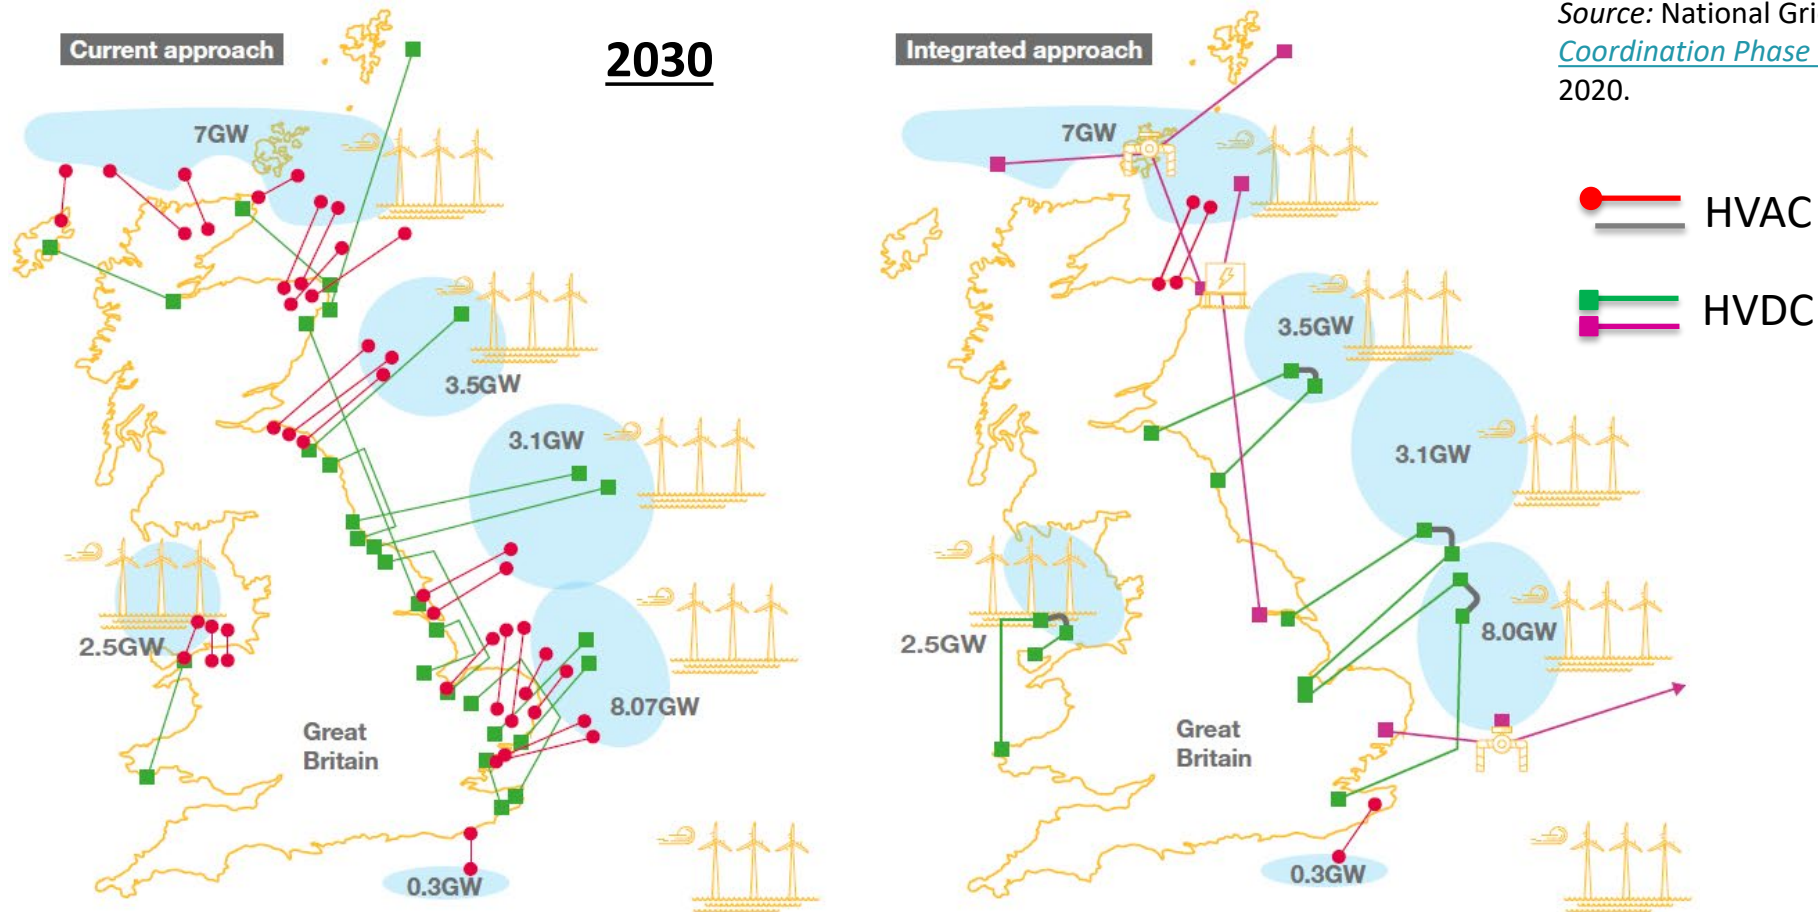 Current approach
2030
Integrated approach
Source: National Gri
Coordination Phase
2020.
7GW
3.5GW
3.1GW
2.5GW
8.07GW
Great
Britain
0.3GW
7GW
3.5GW
3.1GW
2.5GW
8.0GW
Great
Britain
0.3GW
HVAC
HVDC